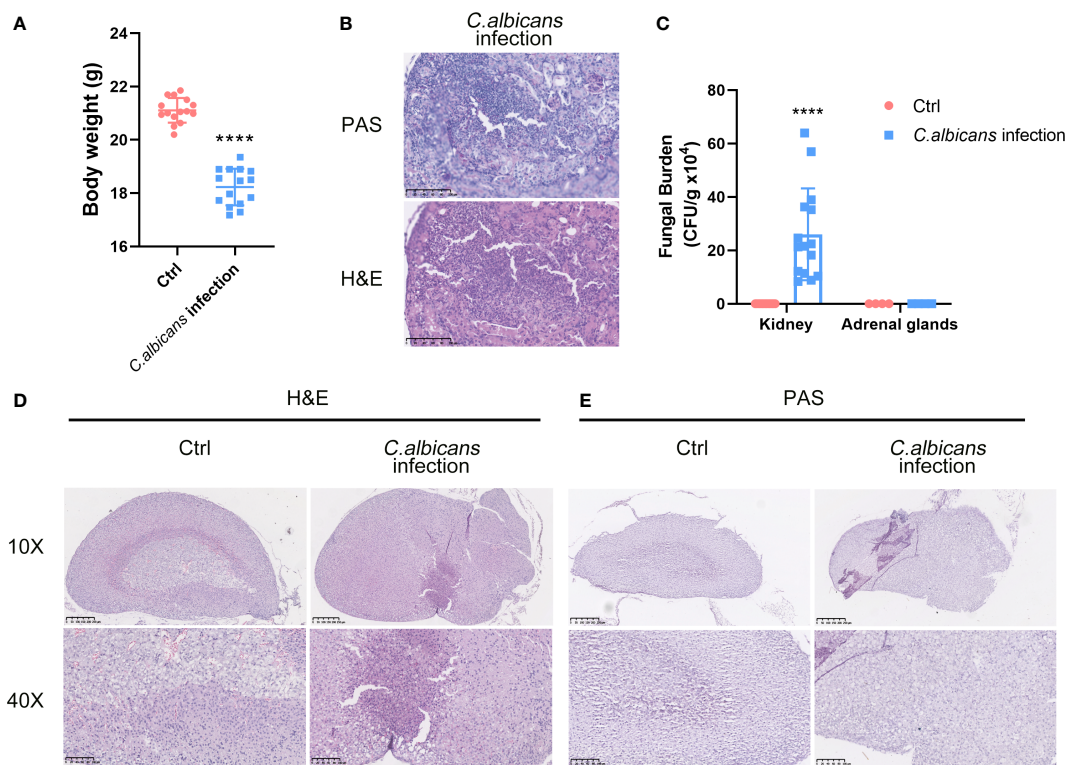 A
Body weight (g)
24
22
20
18
16
****
Ctrl
C.albicans infection
B
C.albicans
infection
PAS
H&E
C
Fungal Burden
(CFU/g x10⁴)
80
60
40
20
0
****
Ctrl
C.albicans infection
Kidney
Adrenal glands
D
H&E
Ctrl
C.albicans
infection
10X
40X
E
PAS
Ctrl
C.albicans
infection